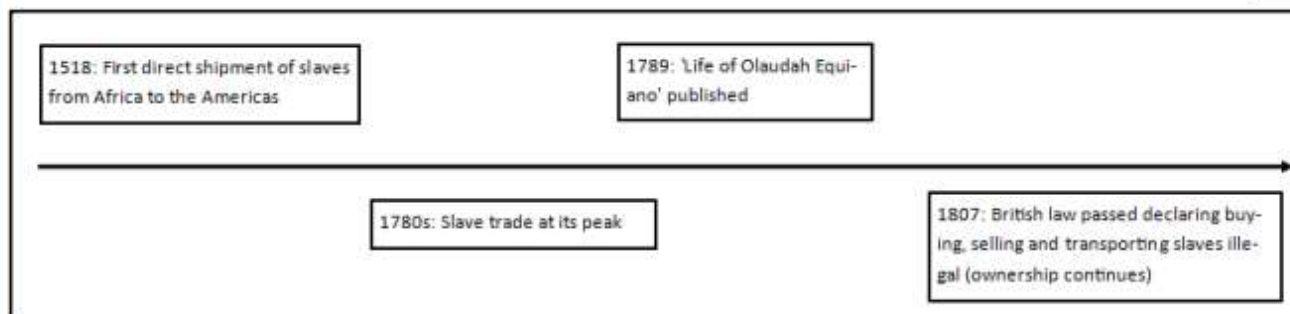 1518: First direct shipment of slaves
from Africa to the Americas
1780s: Slave trade at its peak
1789: 'Life of Olaudah Equi-
ano' published
1807: British law passed declaring buy-
ing, selling and transporting slaves ille-
gal (ownership continues)